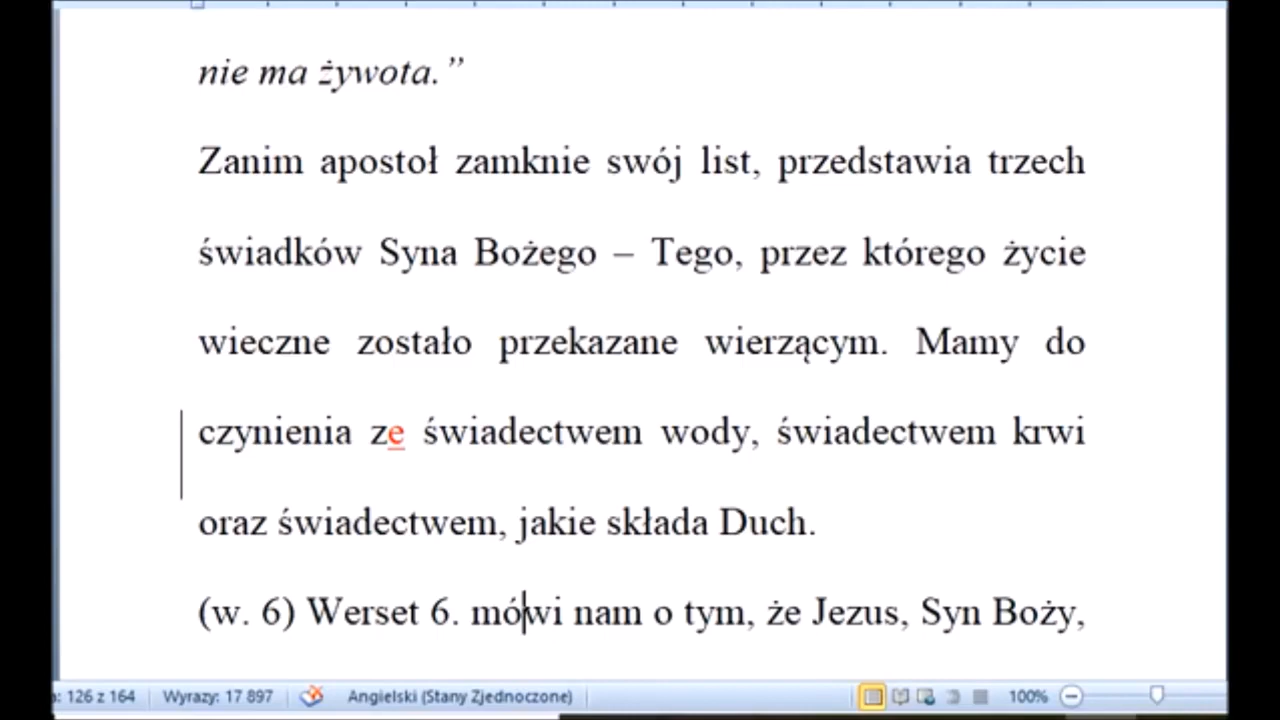 nie ma żywota.”
Zanim apostoł zamknie swój list, przedstawia trzech
świadków Syna Bożego – Tego, przez którego życie
wieczne zostało przekazane wierzącym. Mamy do
czynienia ze świadectwem wody, świadectwem krwi
oraz świadectwem, jakie składa Duch.
(w. 6) Werset 6. mówi nam o tym, że Jezus, Syn Boży,
: 126 z 164 Wyrazy: 17 897 Angielski (Stany Zjednoczone) 100%